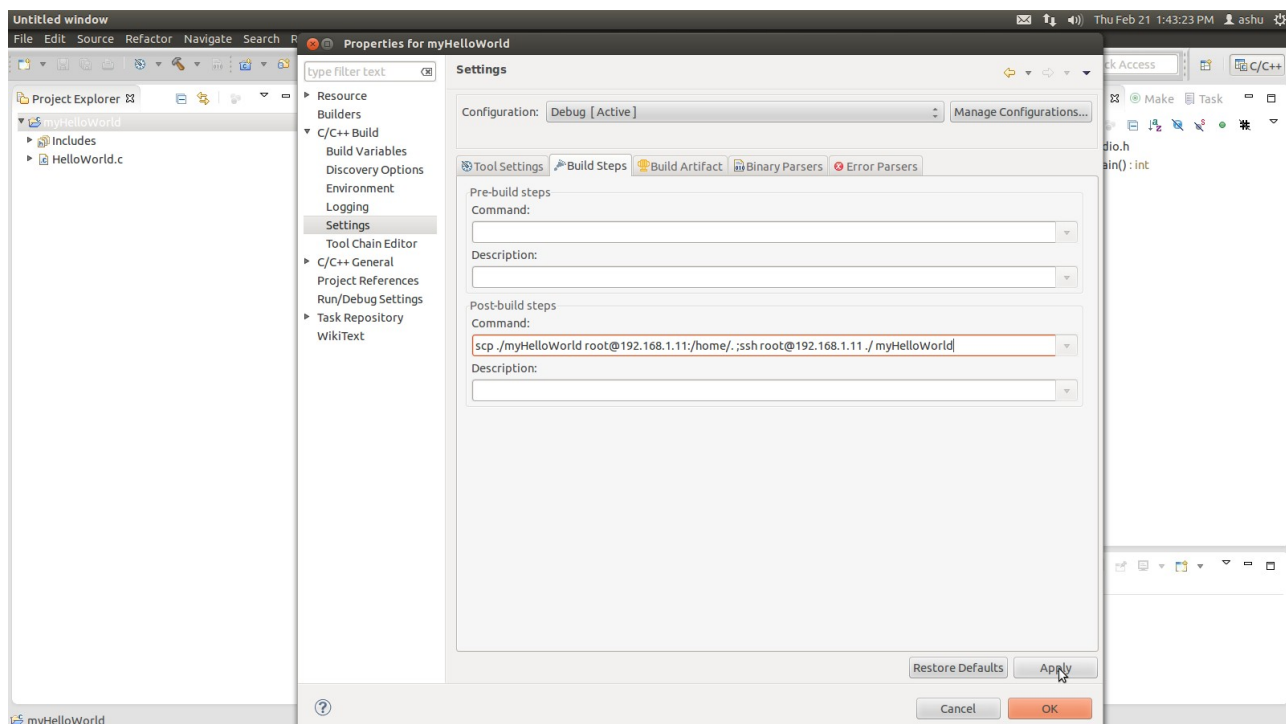 Untitled window
Thu Feb 21 1:43:23 PM ashu
File Edit Source Refactor Navigate Search R
Properties for myHelloWorld
type filter text
Settings
ck Access
C/C++
Project Explorer
Make
Task
myHelloWorld
Includes
HelloWorld.c
Resource
Builders
C/C++ Build
Build Variables
Discovery Options
Environment
Logging
Settings
Tool Chain Editor
C/C++ General
Project References
Run/Debug Settings
Task Repository
WikiText
Configuration: Debug [ Active ]
Manage Configurations...
Tool Settings
Build Steps
Build Artifact
Binary Parsers
Error Parsers
Pre-build steps
Command:
Description:
Post-build steps
Command:
scp ./myHelloWorld root@192.168.1.11:/home/. ;ssh root@192.168.1.11 ./ myHelloWorld
Description:
dio.h
ain() : int
Restore Defaults
Apply
Cancel
OK
myHelloWorld